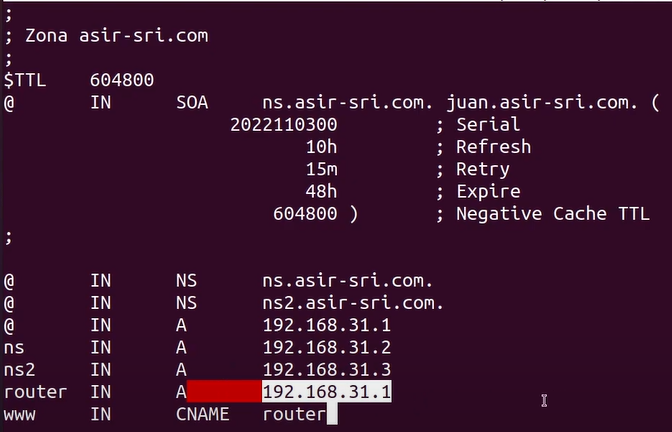 ;
; Zona asir-sri.com
;
$TTL 604800
@ IN SOA ns.asir-sri.com. juan.asir-sri.com. (
2022110300 ; Serial
10h ; Refresh
15m ; Retry
48h ; Expire
604800 ) ; Negative Cache TTL
;
@ IN NS ns.asir-sri.com.
@ IN NS ns2.asir-sri.com.
@ IN A 192.168.31.1
ns IN A 192.168.31.2
ns2 IN A 192.168.31.3
router IN A 192.168.31.1
www IN CNAME router